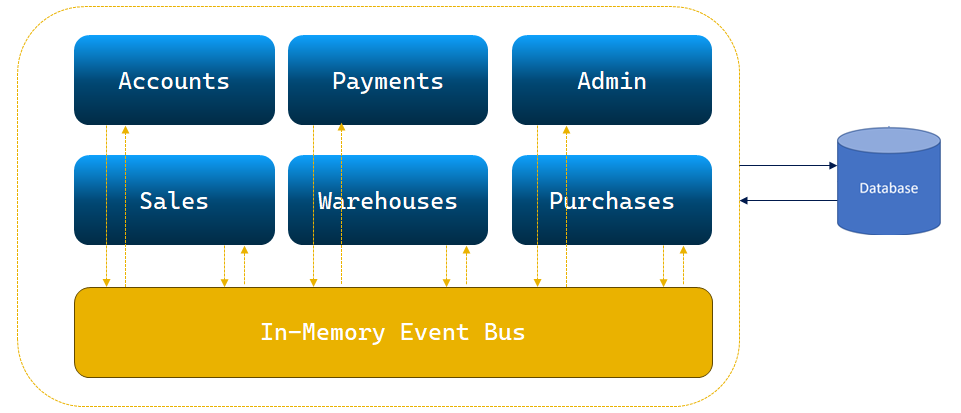 Accounts
Payments
Admin
Sales
Warehouses
Purchases
Database
In-Memory Event Bus